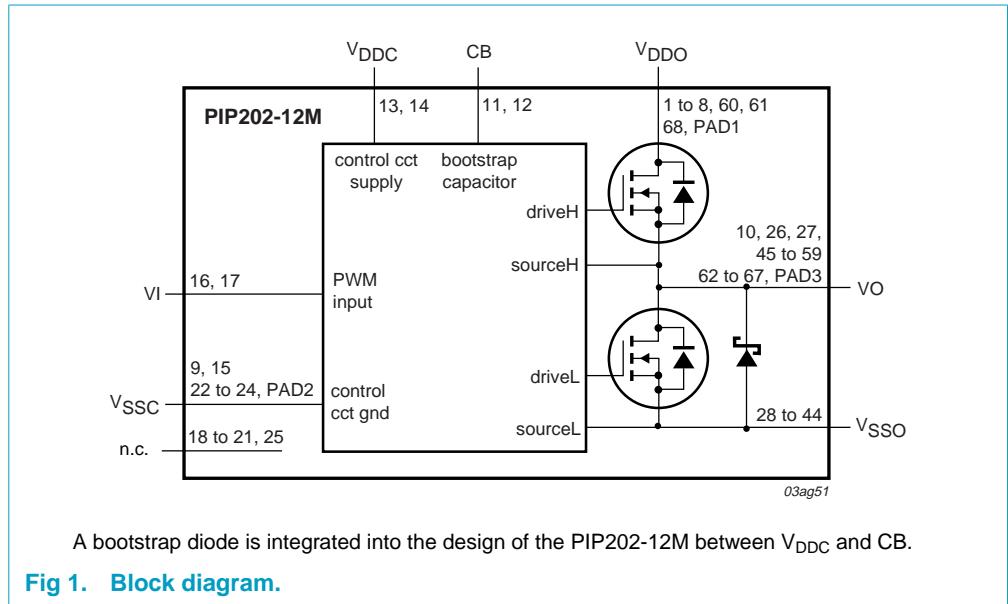 VDDC
CB
VDDO
PIP202-12M
13, 14
11, 12
1 to 8, 60, 61
68, PAD1
control cct
supply
bootstrap
capacitor
driveH
10, 26, 27,
45 to 59
62 to 67, PAD3
sourceH
VI
16, 17
PWM
input
VO
9, 15
22 to 24, PAD2
VSSC
control
cct gnd
driveL
28 to 44
sourceL
VSSO
n.c.
18 to 21, 25
03ag51
A bootstrap diode is integrated into the design of the PIP202-12M between VDDC and CB.
Fig 1. Block diagram.